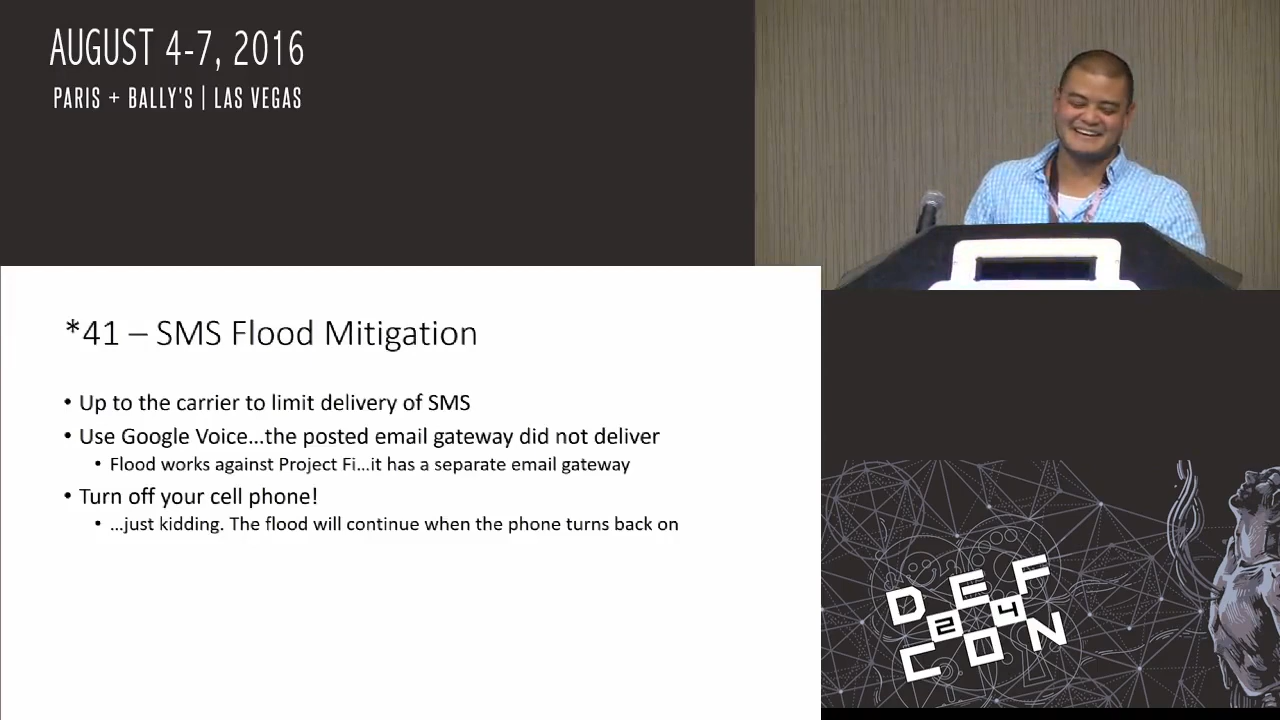 AUGUST 4-7, 2016
PARIS + BALLY'S | LAS VEGAS
*41 – SMS Flood Mitigation
• Up to the carrier to limit delivery of SMS
• Use Google Voice...the posted email gateway did not deliver
• Flood works against Project Fi...it has a separate email gateway
• Turn off your cell phone!
• ...just kidding. The flood will continue when the phone turns back on
DEF
24
CON